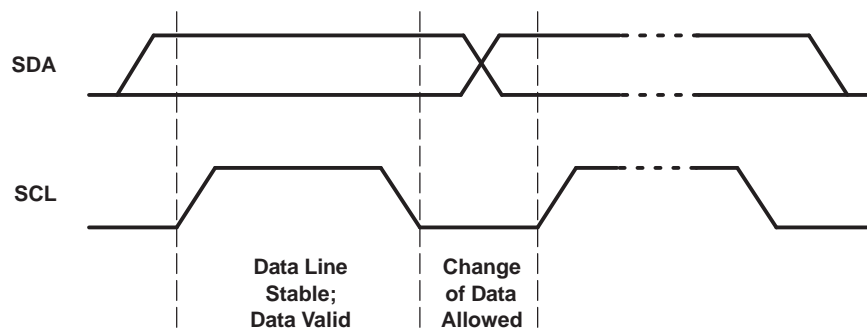 SDA
SCL
Data Line
Stable;
Data Valid
Change
of Data
Allowed